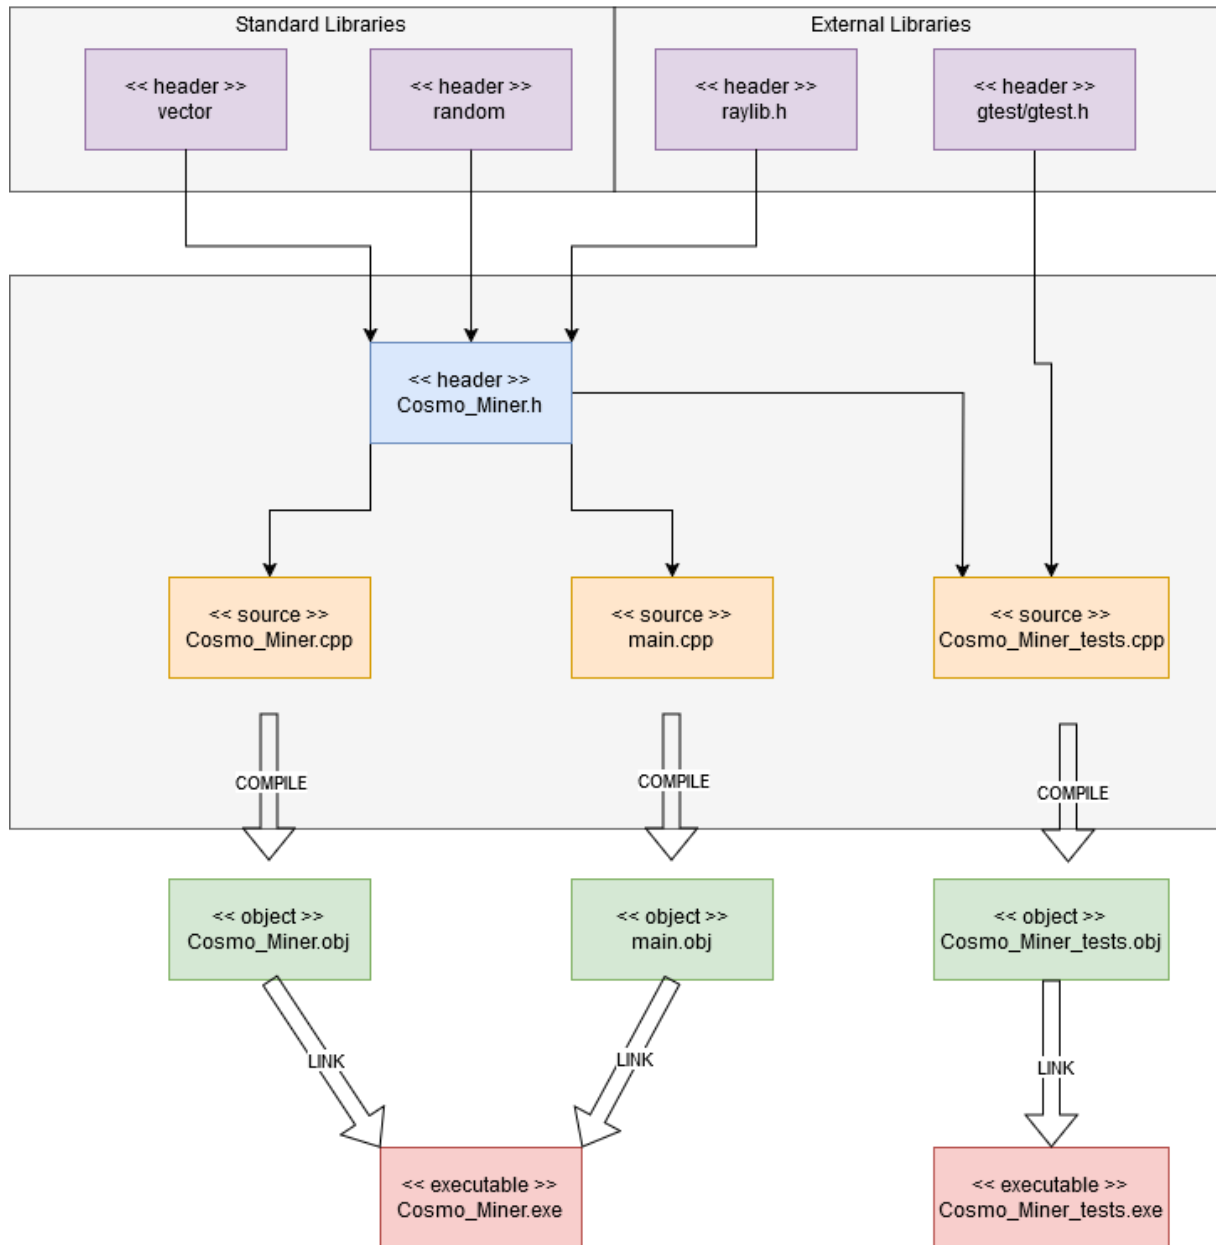 Standard Libraries
External Libraries
<< header >>
vector
<< header >>
random
<< header >>
raylib.h
<< header >>
gtest/gtest.h
<< header >>
Cosmo_Miner.h
<< source >>
Cosmo_Miner.cpp
<< source >>
main.cpp
<< source >>
Cosmo_Miner_tests.cpp
COMPILE
COMPILE
COMPILE
<< object >>
Cosmo_Miner.obj
<< object >>
main.obj
<< object >>
Cosmo_Miner_tests.obj
LINK
LINK
LINK
<< executable >>
Cosmo_Miner.exe
<< executable >>
Cosmo_Miner_tests.exe